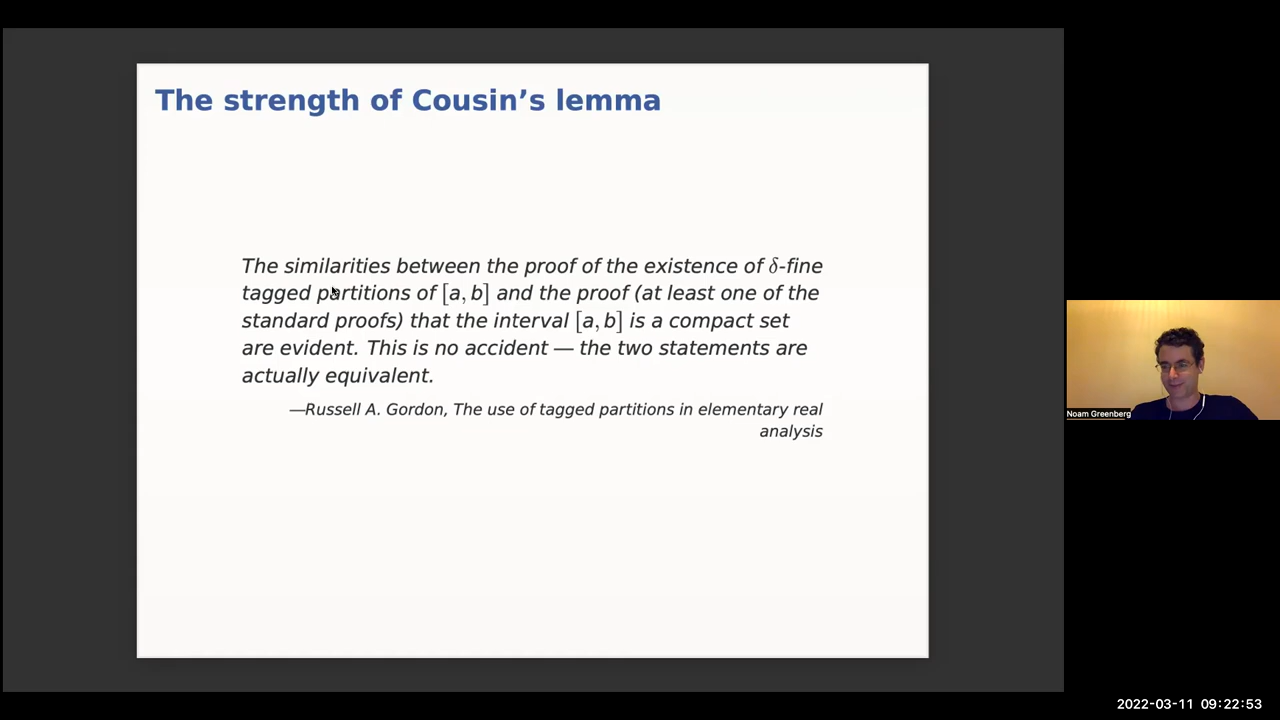 The strength of Cousin’s lemma
The similarities between the proof of the existence of δ-fine
tagged partitions of [a, b] and the proof (at least one of the
standard proofs) that the interval [a, b] is a compact set
are evident. This is no accident — the two statements are
actually equivalent.
—Russell A. Gordon, The use of tagged partitions in elementary real
analysis
Noam Greenberg
2022-03-11 09:22:53